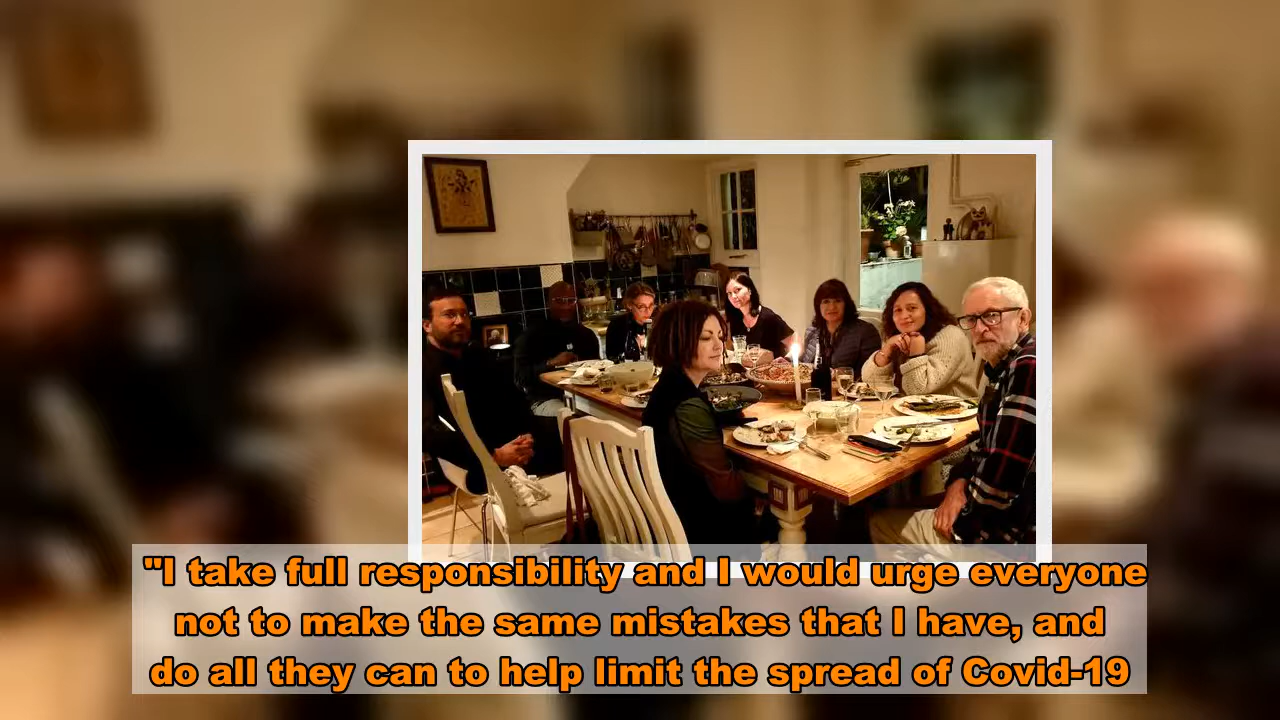 "I take full responsibility and I would urge everyone
not to make the same mistakes that I have, and
do all they can to help limit the spread of Covid-19